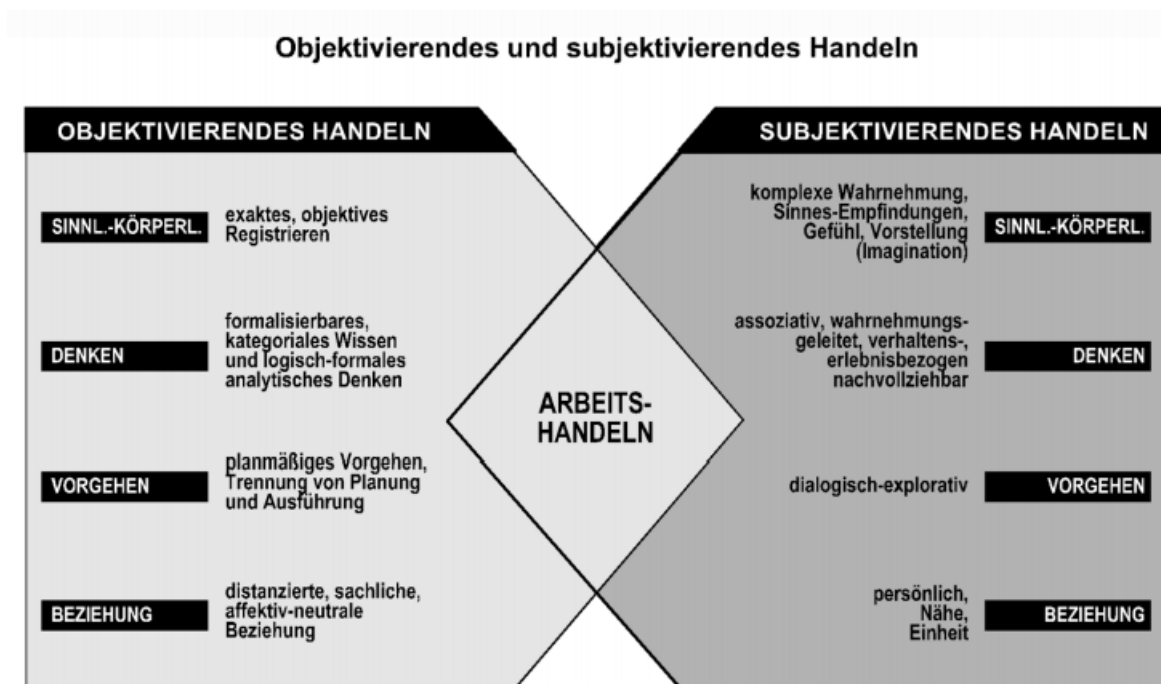 Objektivierendes und subjektivierendes Handeln
OBJEKTIVIERENDES HANDELN
SINNL.-KÖRPERL.
exaktes, objektives
Registrieren
DENKEN
formalisierbares,
kategoriales Wissen
und logisch-formales
analytisches Denken
VORGEHEN
planmäßiges Vorgehen,
Trennung von Planung
und Ausführung
BEZIEHUNG
distanzierte, sachliche,
affektiv-neutrale
Beziehung
ARBEITS-
HANDELN
SUBJEKTIVIERENDES HANDELN
komplexe Wahrnehmung,
Sinnes-Empfindungen,
Gefühl, Vorstellung
(Imagination)
SINNL.-KÖRPERL.
assoziativ, wahrnehmungs-
geleitet, verhaltens-,
erlebnisbezogen
nachvollziehbar
DENKEN
dialogisch-explorativ
VORGEHEN
persönlich,
Nähe,
Einheit
BEZIEHUNG